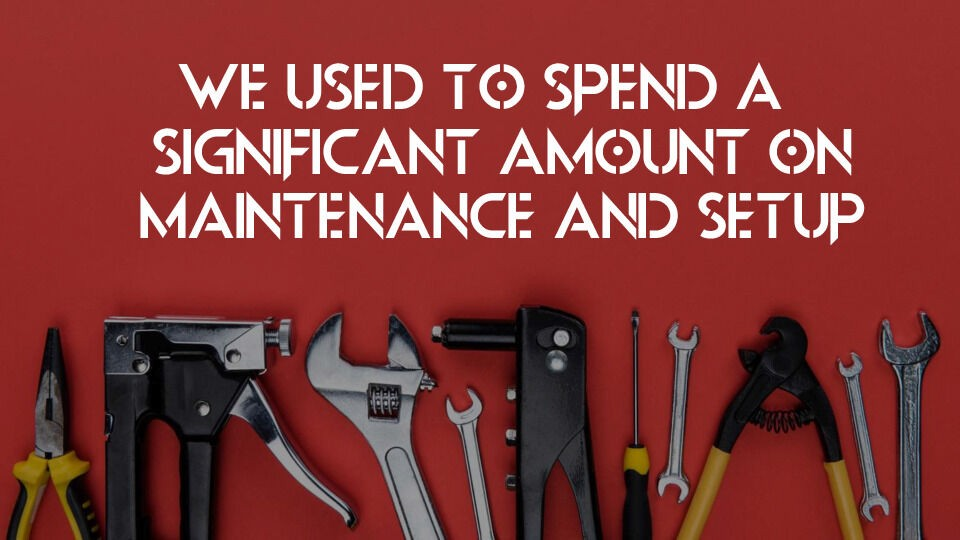 WE USED TO SPEND A
SIGNIFICANT AMOUNT ON
MAINTENANCE AND SETUP